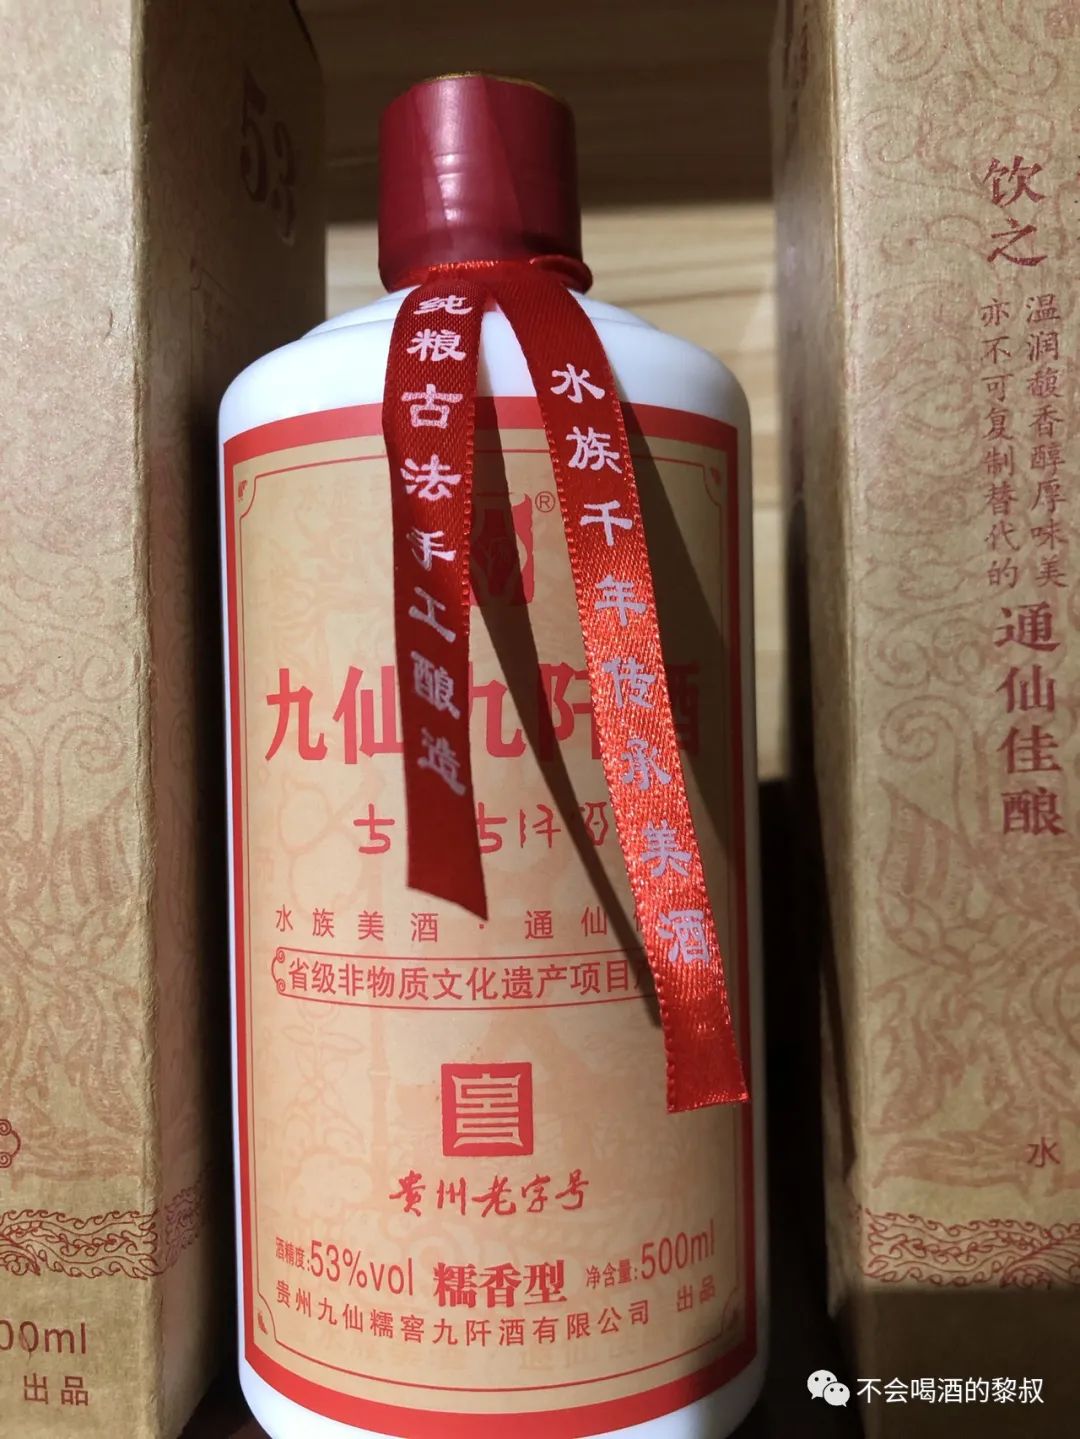 53
纯粮古法手工酿造
水族千年传承美酒
®
九仙九阡酒
水族美酒·通仙
省级非物质文化遗产项目
贵州老字号
酒精度:53%vol
糯香型
净含量:500ml
贵州九仙糯窖九阡酒有限公司 出品
00ml
出品
饮之
温润馥香醇厚味美
亦不可复制替代的
通仙佳酿
水
不会喝酒的黎叔